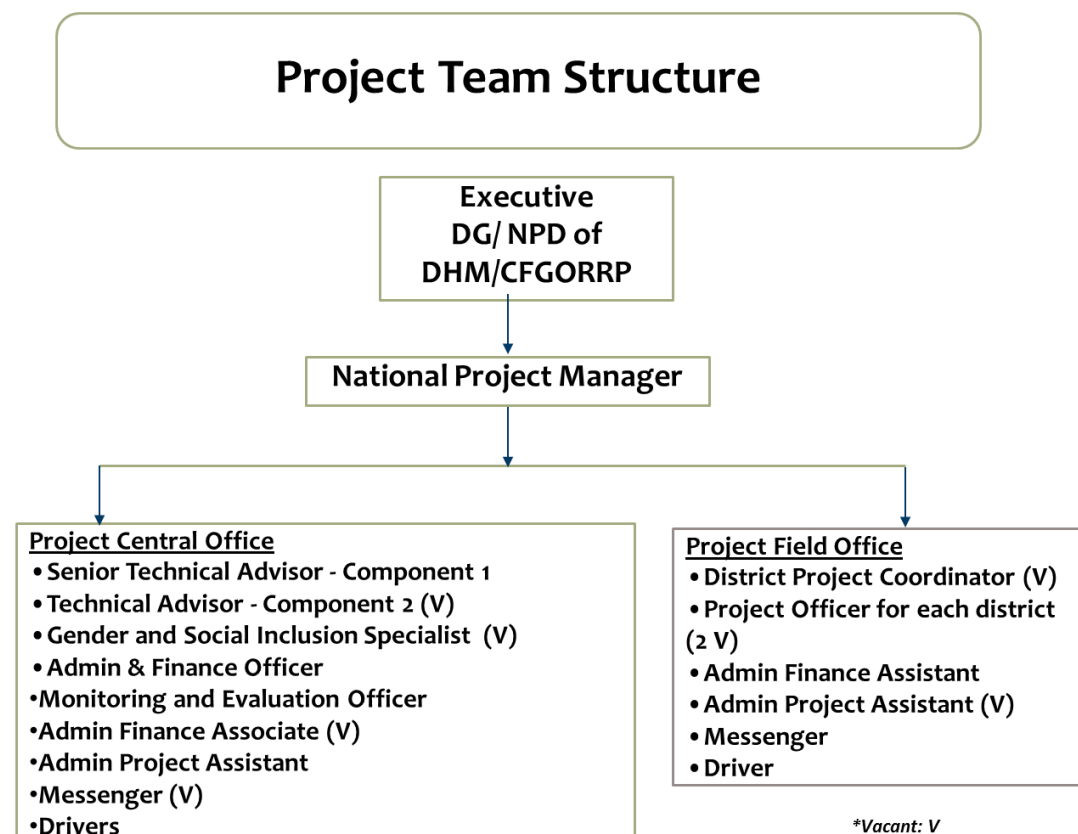 Project Team Structure
Executive
DG/ NPD of
DHM/CFGORRP
National Project Manager
Project Central Office
• Senior Technical Advisor - Component 1
• Technical Advisor - Component 2 (V)
• Gender and Social Inclusion Specialist (V)
• Admin & Finance Officer
•Monitoring and Evaluation Officer
•Admin Finance Associate (V)
•Admin Project Assistant
•Messenger (V)
•Drivers
Project Field Office
• District Project Coordinator (V)
• Project Officer for each district
(2 V)
• Admin Finance Assistant
• Admin Project Assistant (V)
• Messenger
• Driver
*Vacant: V